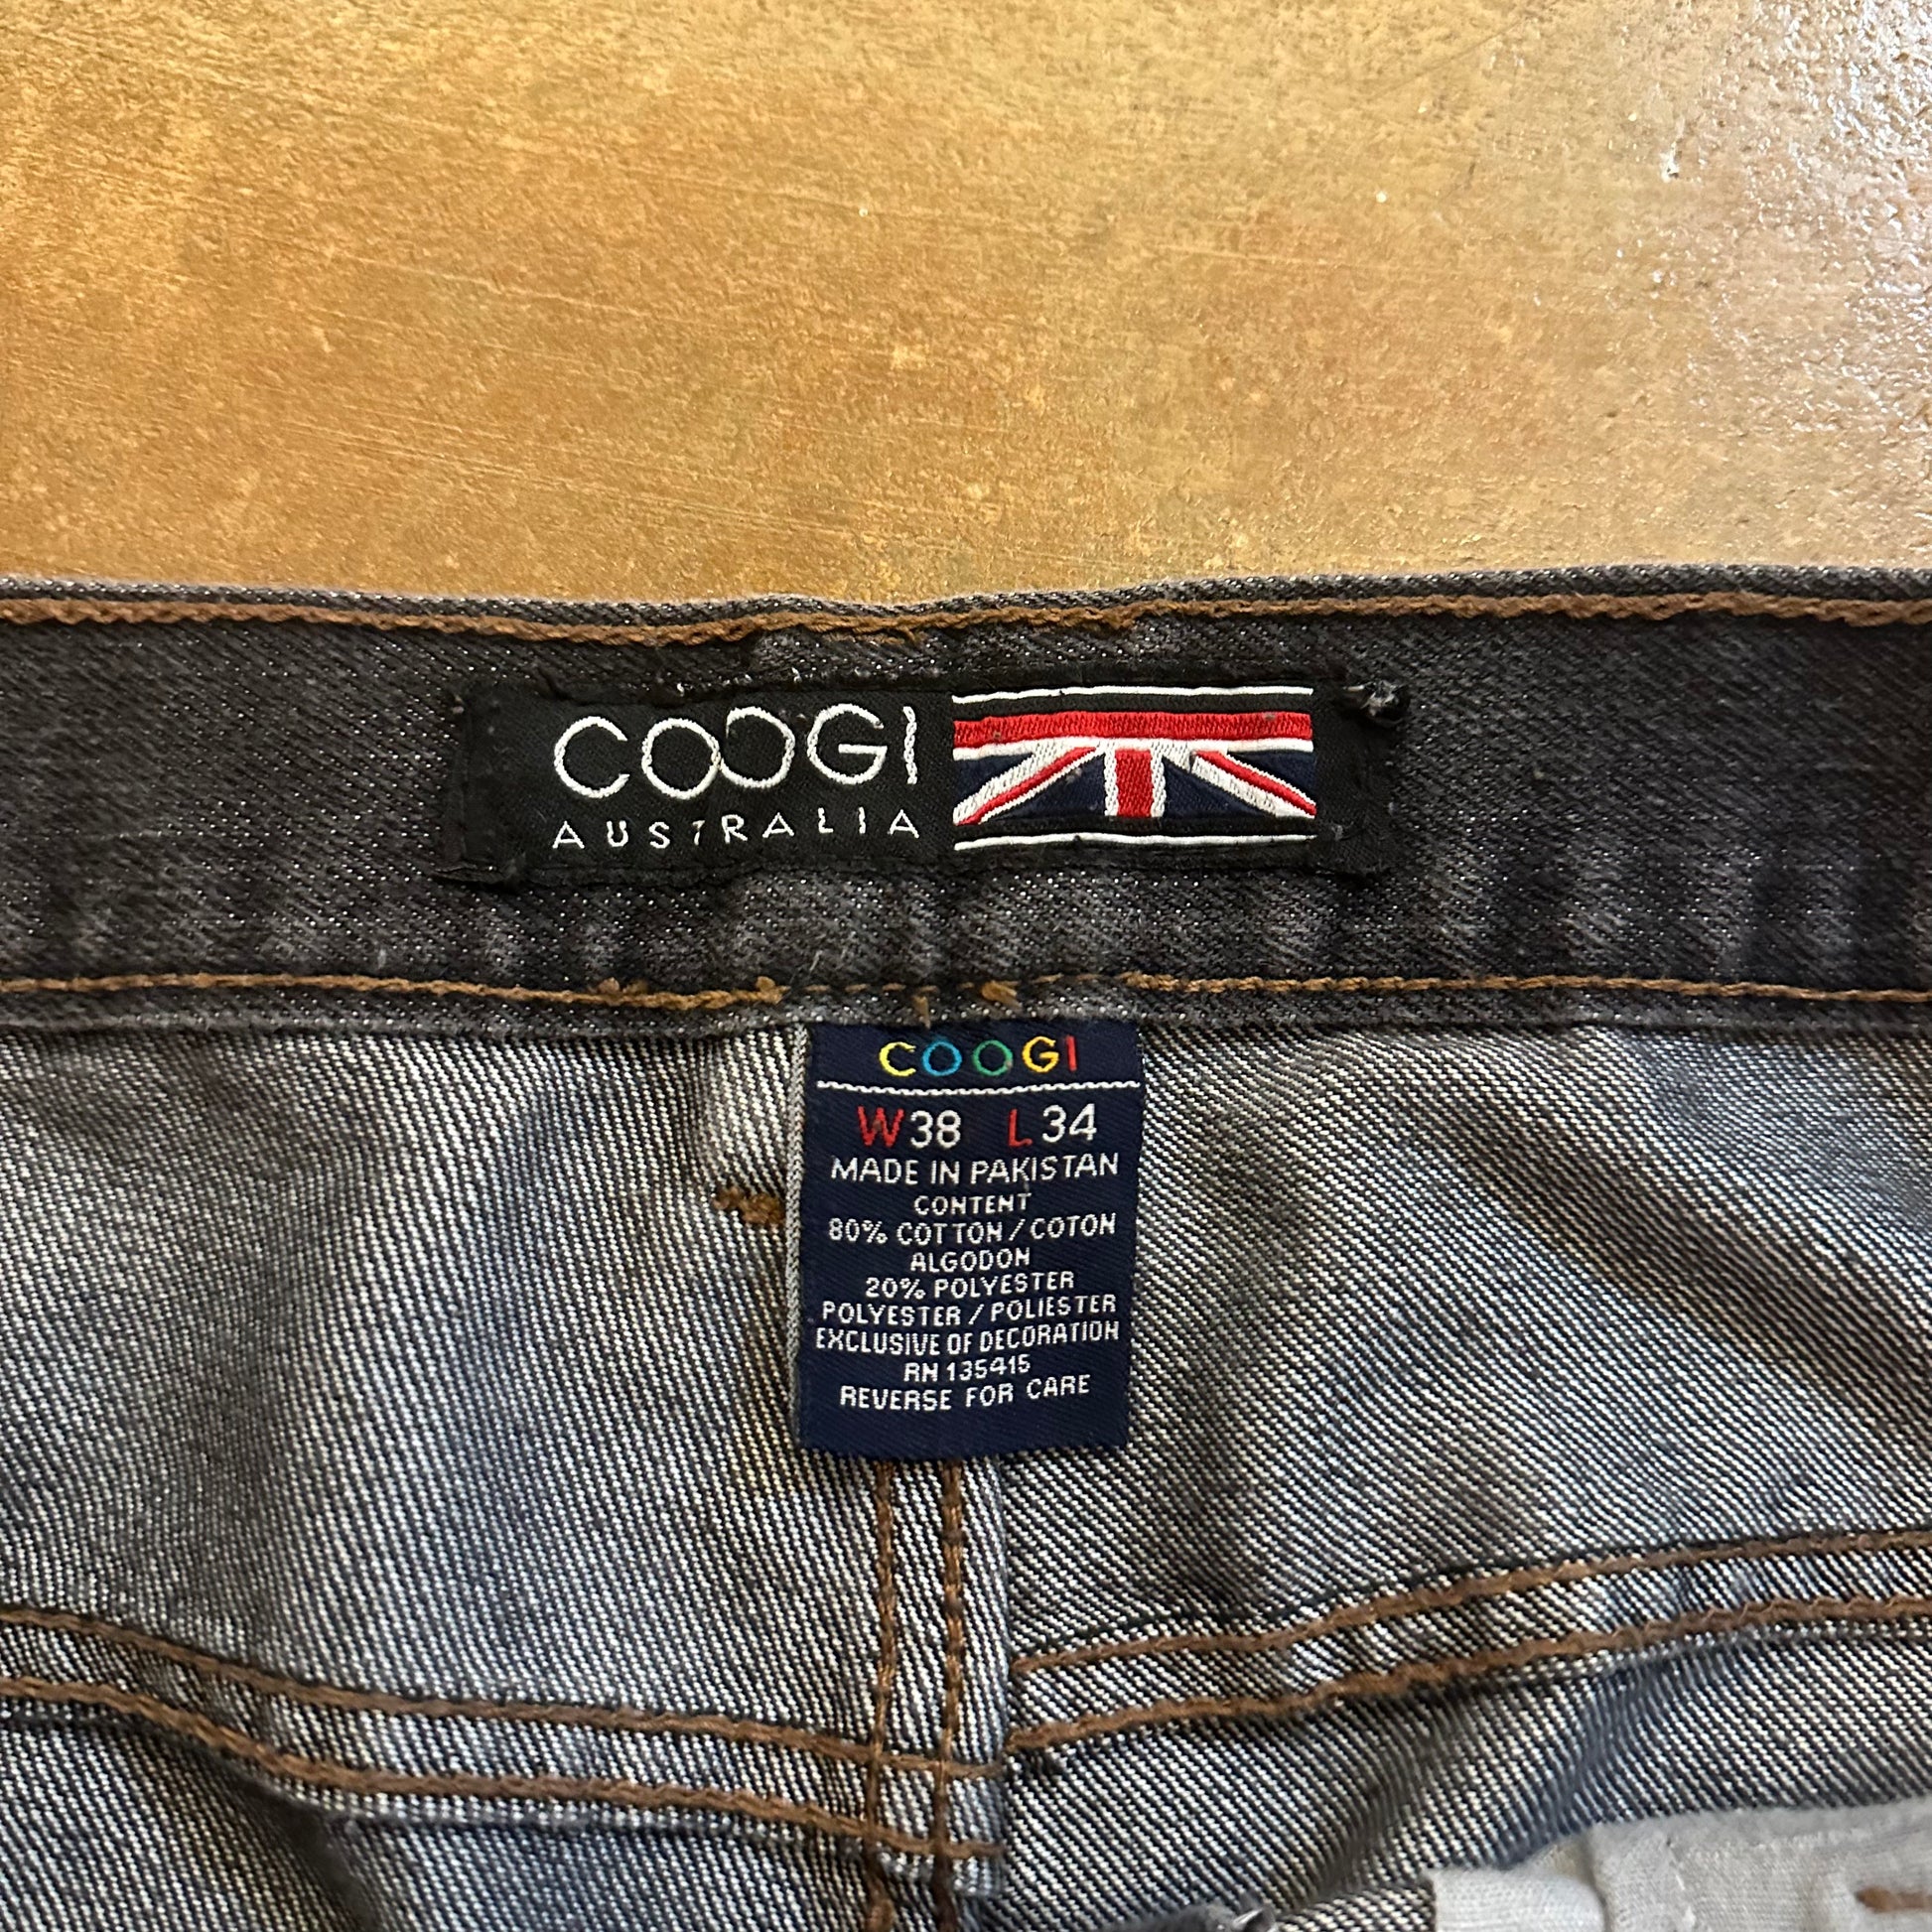 COOGI
AUSTRALIA
COOGI
W38 L34
MADE IN PAKISTAN
CONTENT
80% COTTON / COTON
ALGODON
20% POLYESTER
POLYESTER / POLIESTER
EXCLUSIVE OF DECORATION
RN 135415
REVERSE FOR CARE